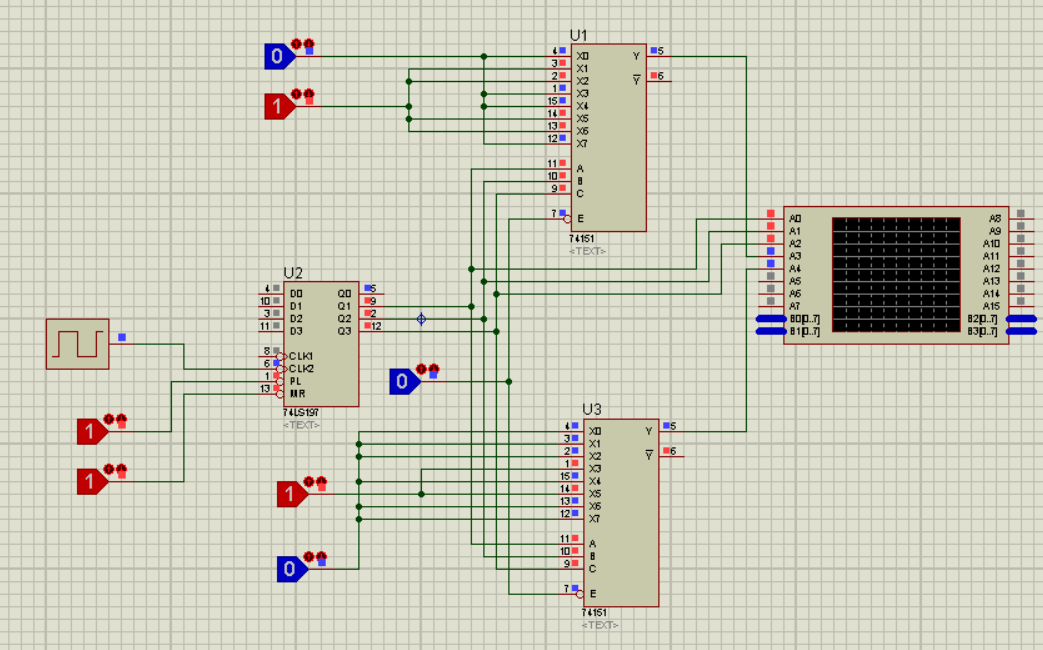 U1
0
4 X0 Y 5
3 X1
2 X2 Y 6
1 X3
15 X4
14 X5
13 X6
12 X7
1
11 A
10 B
9 C
7 E
74151
<TEXT>
A0 A8
A1 A9
A2 A10
A3 A11
A4 A12
A5 A13
A6 A14
A7 A15
B0[0..7] B2[0..7]
B1[0..7] B3[0..7]
U2
4 D0 Q0 5
10 D1 Q1 9
3 D2 Q2 2
11 D3 Q3 12
8 CLK1
6 CLK2
1 PL
13 MR
74LS197
<TEXT>
0
1
1
U3
4 X0 Y 5
3 X1
2 X2 Y 6
1 X3
15 X4
14 X5
13 X6
12 X7
1
0
11 A
10 B
9 C
7 E
74151
<TEXT>